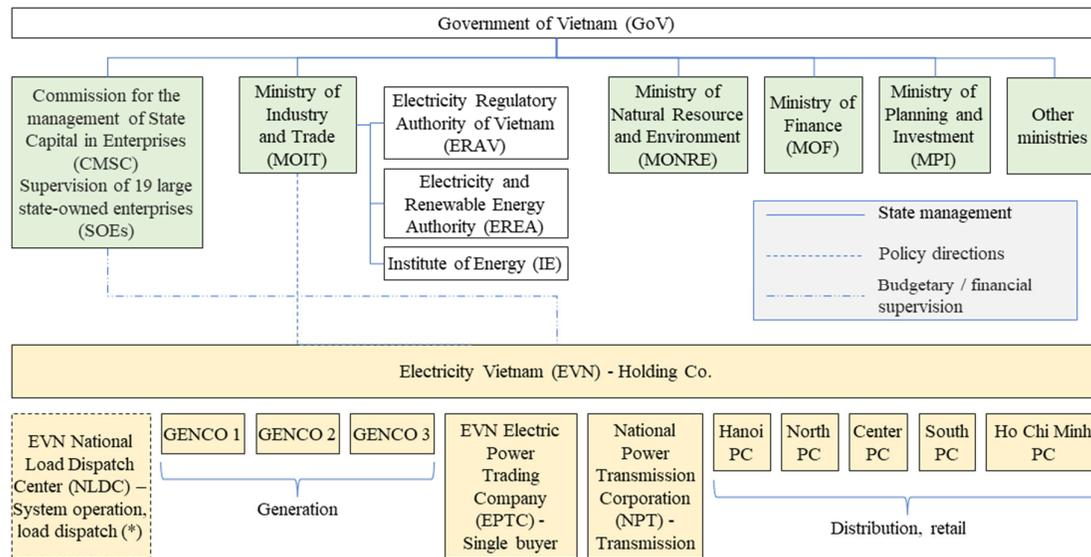 Government of Vietnam (GoV)
Commission for the
management of State
Capital in Enterprises
(CMSC)
Supervision of 19 large
state-owned enterprises
(SOEs)
Ministry of
Industry
and Trade
(MOIT)
Electricity Regulatory
Authority of Vietnam
(ERAV)
Electricity and
Renewable Energy
Authority (EREA)
Institute of Energy (IE)
Ministry of
Natural Resource
and Environment
(MONRE)
Ministry of
Finance
(MOF)
Ministry of
Planning and
Investment
(MPI)
Other
ministries
State management
Policy directions
Budgetary / financial
supervision
Electricity Vietnam (EVN) - Holding Co.
EVN National
Load Dispatch
Center (NLDC) –
System operation,
load dispatch (*)
GENCO 1
GENCO 2
GENCO 3
Generation
EVN Electric
Power
Trading
Company
(EPTC) -
Single buyer
National
Power
Transmission
Corporation
(NPT) -
Transmission
Hanoi
PC
North
PC
Center
PC
South
PC
Ho Chi Minh
PC
Distribution, retail